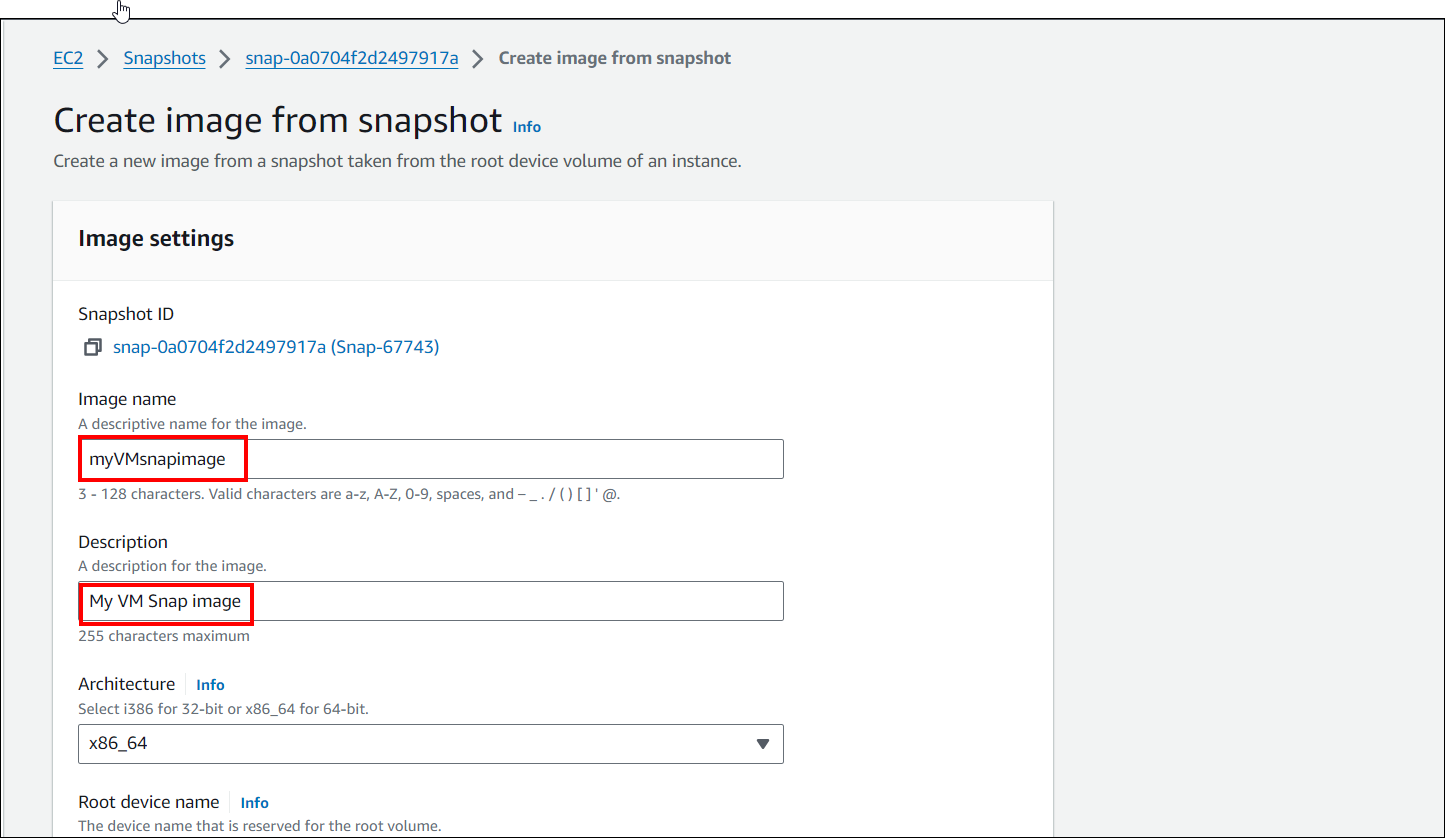 EC2 > Snapshots > snap-0a0704f2d2497917a > Create image from snapshot
Create image from snapshot Info
Create a new image from a snapshot taken from the root device volume of an instance.
Image settings
Snapshot ID
snap-0a0704f2d2497917a (Snap-67743)
Image name
A descriptive name for the image.
myVMsnapimage
3 - 128 characters. Valid characters are a-z, A-Z, 0-9, spaces, and – _ . / ( ) [ ] ' @.
Description
A description for the image.
My VM Snap image
255 characters maximum
Architecture Info
Select i386 for 32-bit or x86_64 for 64-bit.
x86_64
Root device name Info
The device name that is reserved for the root volume.